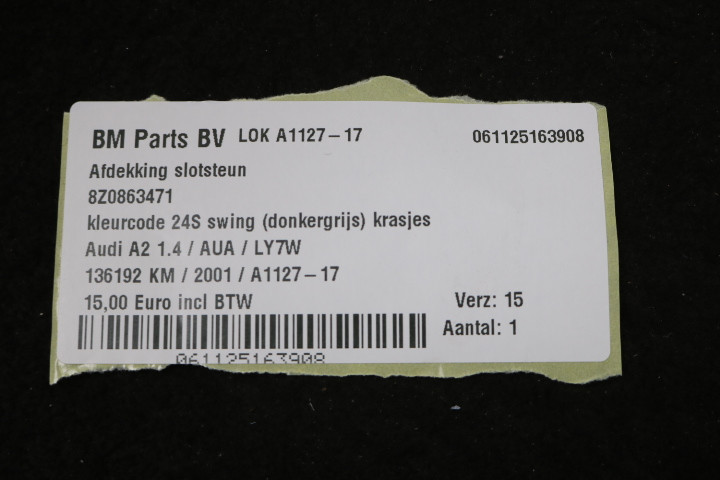 BM Parts BV LOK A1127-17 061125163908
Afdekking slotsteun
8Z0863471
kleurcode 24S swing (donkergrijs) krasjes
Audi A2 1.4 / AUA / LY7W
136192 KM / 2001 / A1127-17
15,00 Euro incl BTW Verz: 15
Aantal: 1
061125163908